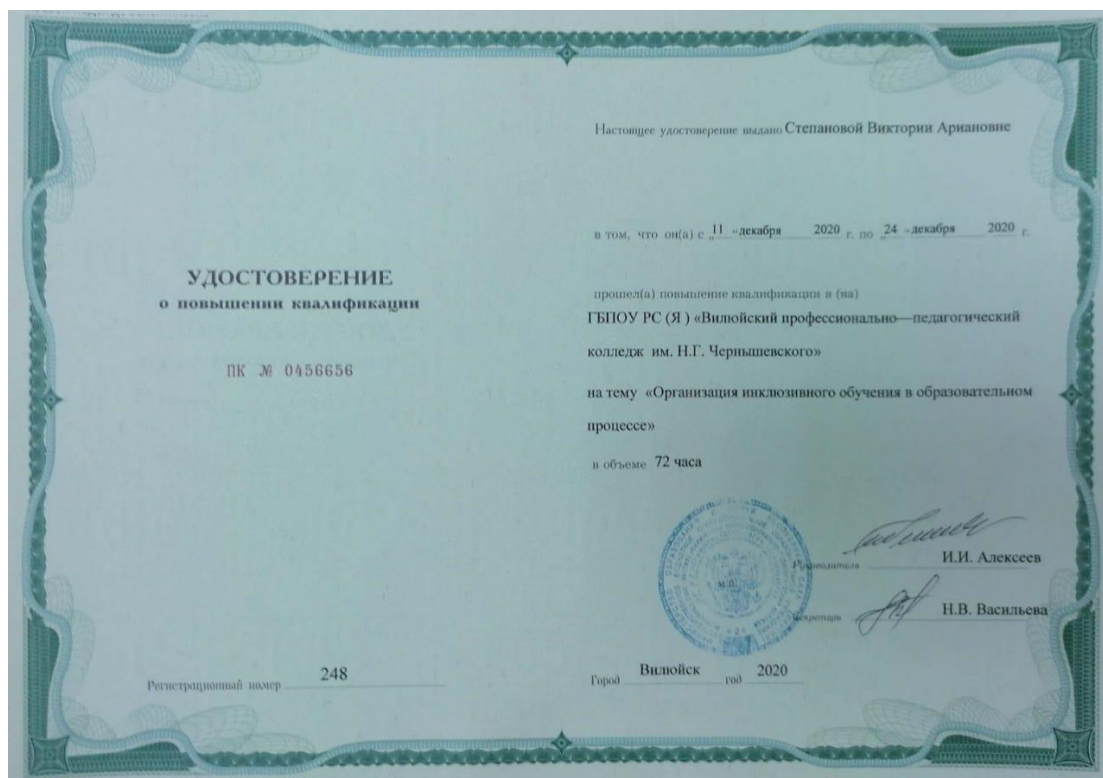 УДОСТОВЕРЕНИЕ
о повышении квалификации
ПК № 0456656
Регистрационный номер 248
Настоящее удостоверение выдано Степановой Виктории Ариановне
в том, что он(а) с „11 “ декабря 2020 г. по „24 “ декабря 2020 г.
прошел(а) повышение квалификации в (на)
ГБПОУ РС (Я ) «Вилюйский профессионально—педагогический
колледж им. Н.Г. Чернышевского»
на тему «Организация инклюзивного обучения в образовательном
процессе»
в объеме 72 часа
М.П.
Руководитель И.И. Алексеев
Секретарь Н.В. Васильева
Город Вилюйск год 2020